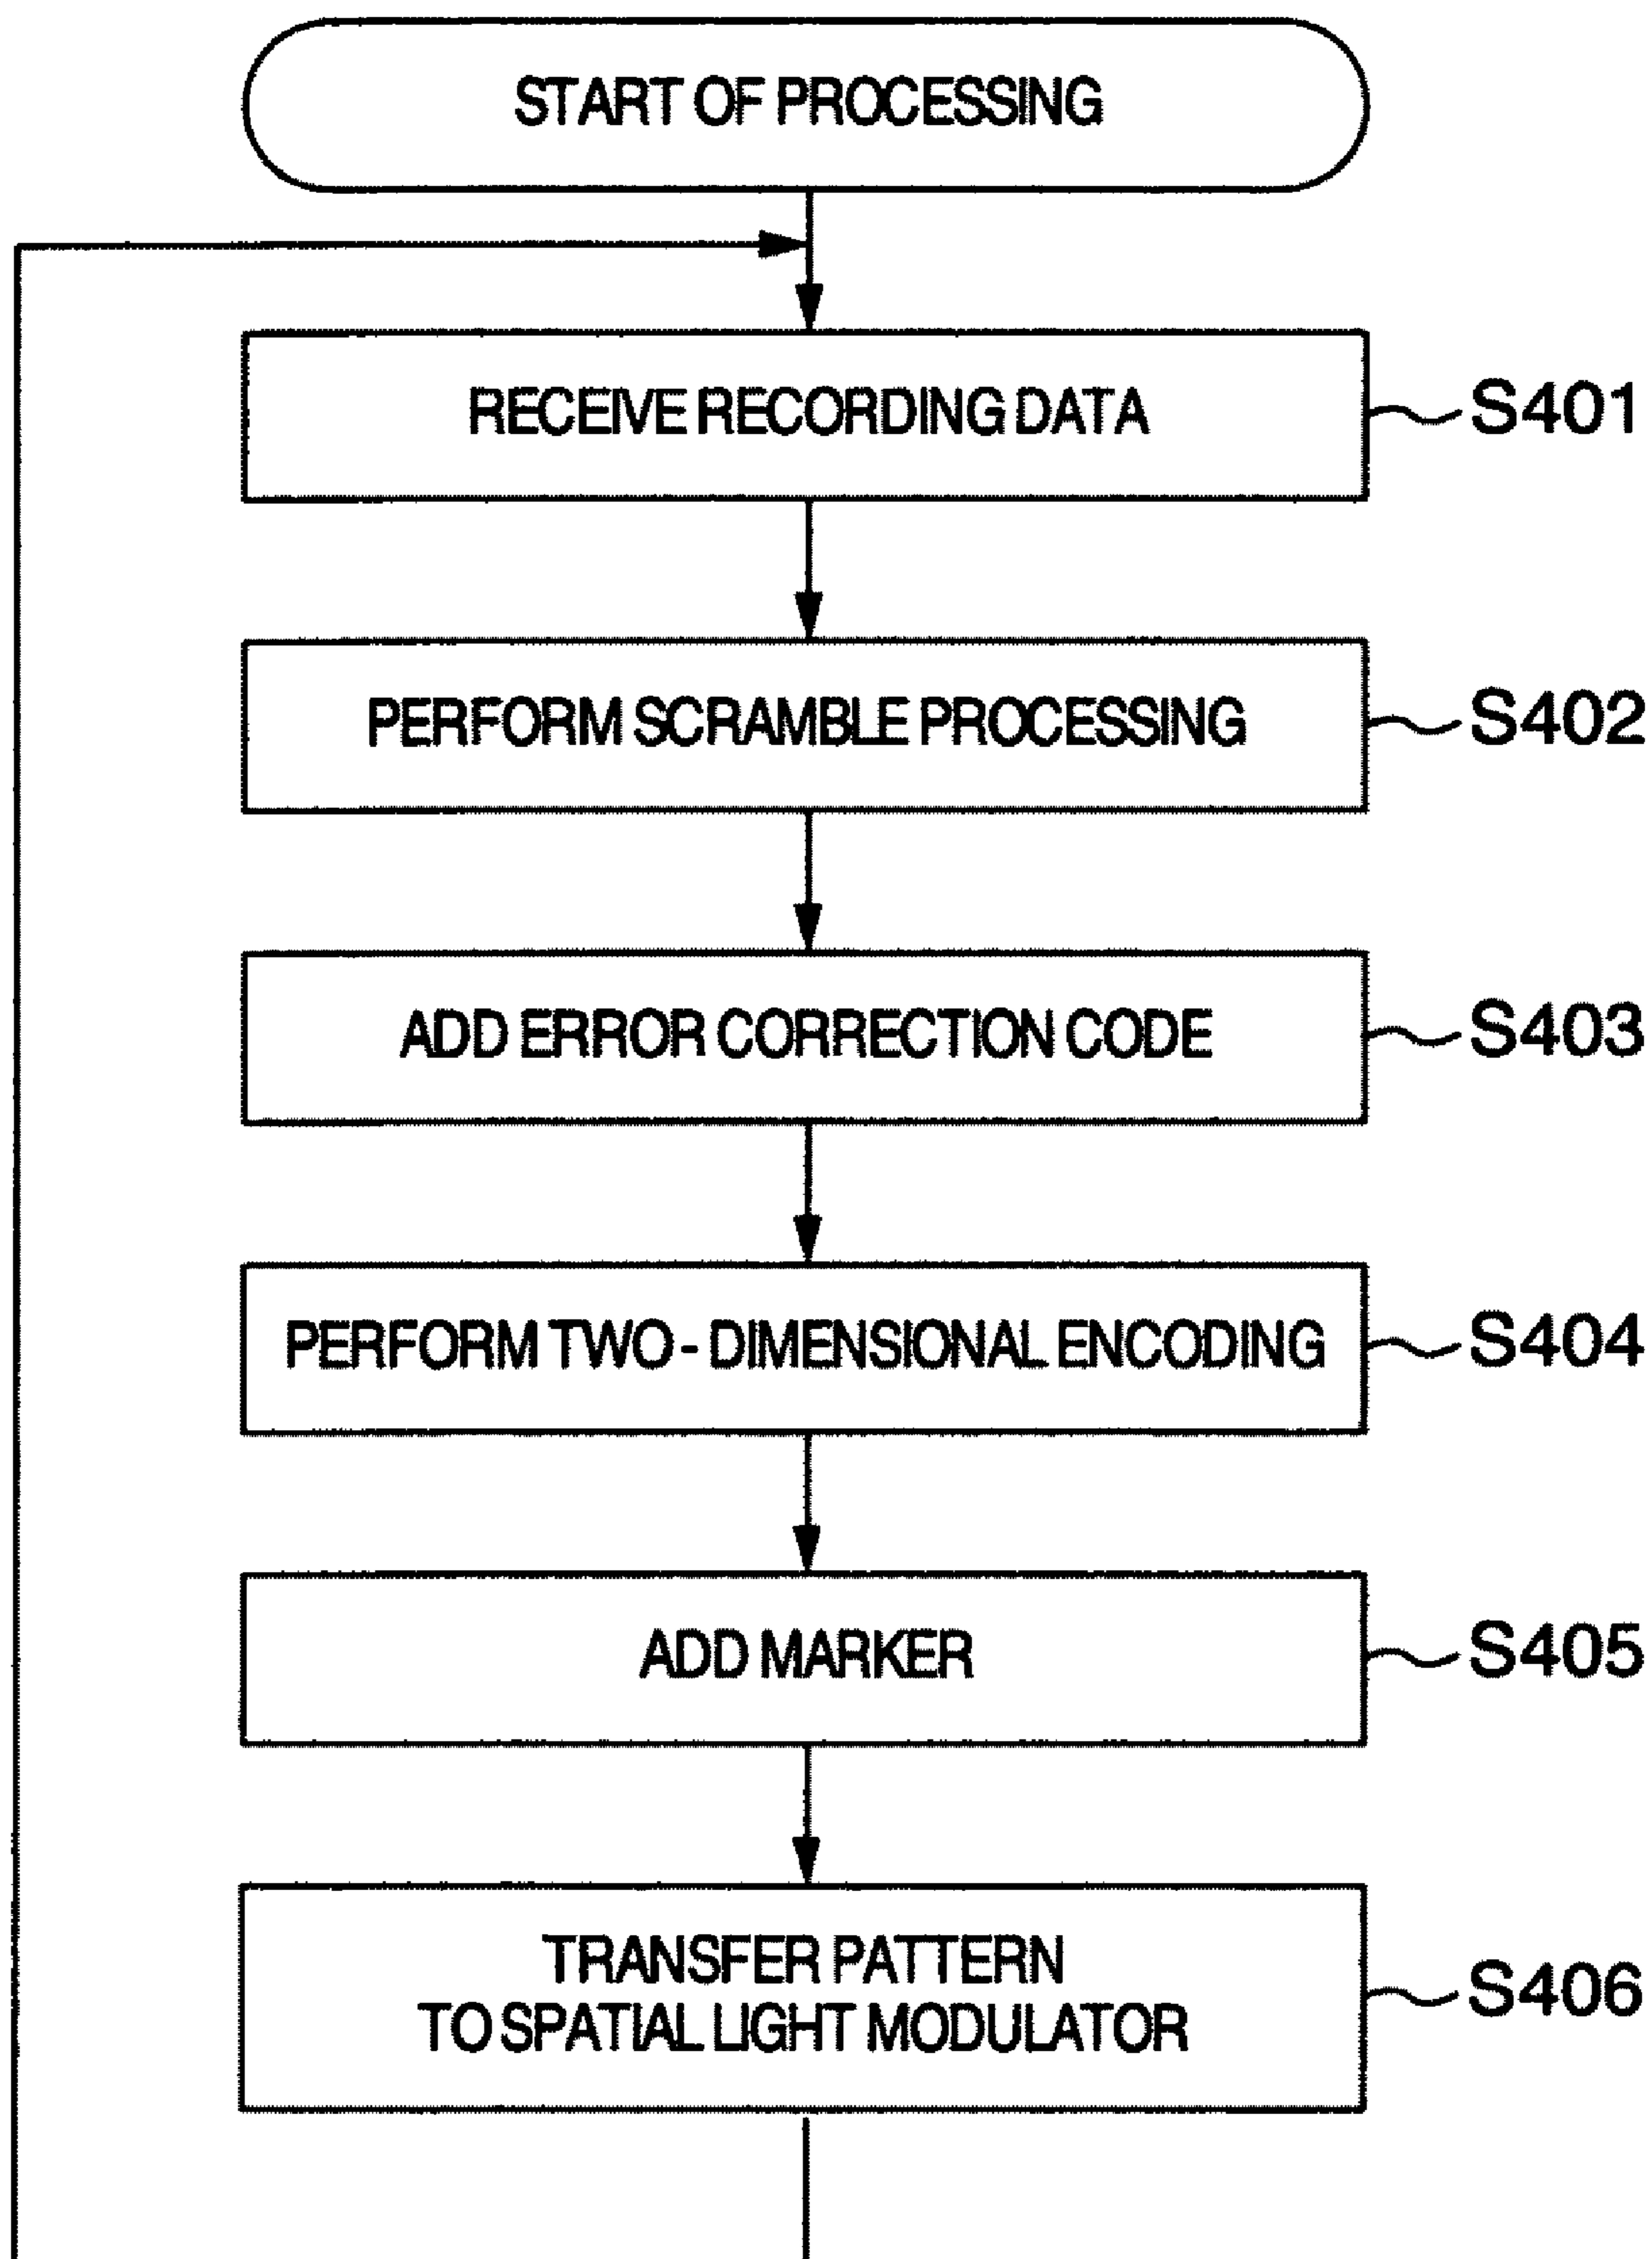 START OF PROCESSING
RECEIVE RECORDING DATA
S401
PERFORM SCRAMBLE PROCESSING
S402
ADD ERROR CORRECTION CODE
S403
PERFORM TWO - DIMENSIONAL ENCODING
S404
ADD MARKER
S405
TRANSFER PATTERN
TO SPATIAL LIGHT MODULATOR
S406